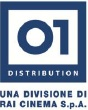 01
DISTRIBUTION
UNA DIVISIONE DI
RAI CINEMA S.p.A.